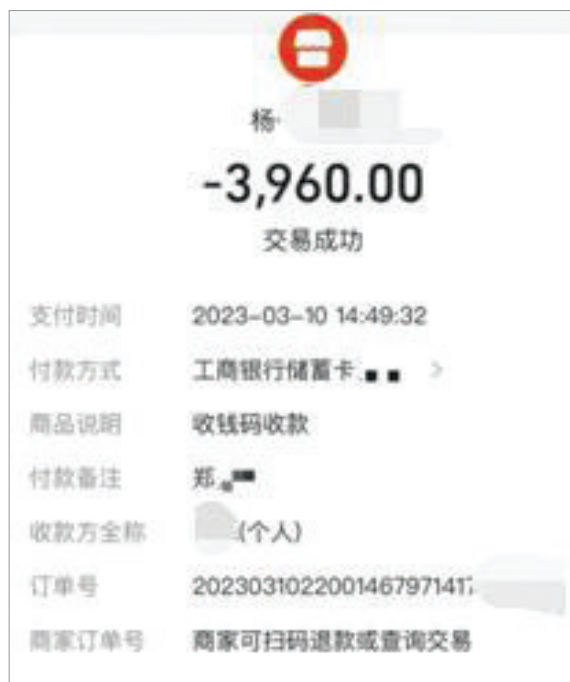 杨
-3,960.00
交易成功
支付时间 2023-03-10 14:49:32
付款方式 工商银行储蓄卡
商品说明 收钱码收款
付款备注 郑
收款方全称 (个人)
订单号 2023031022001467971417
商家订单号 商家可扫码退款或查询交易